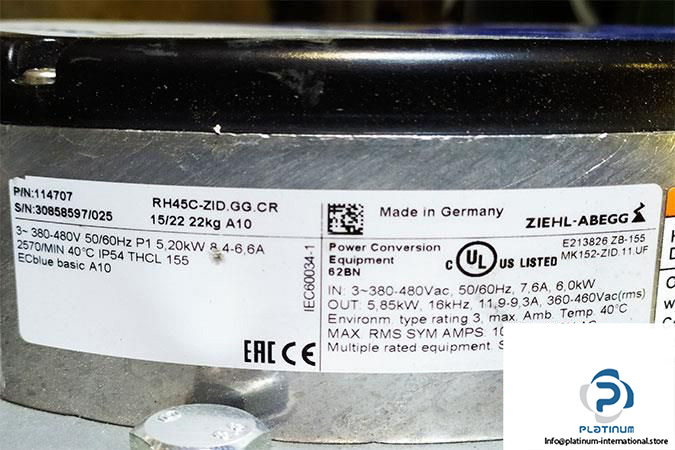 P/N:114707
S/N:30858597/025
RH45C-ZID.GG.CR
15/22 22kg A10
3~ 380-480V 50/60Hz P1 5,20kW 8,4-6,6A
2570/MIN 40°C IP54 THCL 155
ECblue basic A10
IEC60034-1
EAC CE
Made in Germany
ZIEHL-ABEGG
Power Conversion
Equipment
62BN
c UL US LISTED
E213826 ZB-155
MK152-ZID.11.UF
IN: 3~380-480Vac, 50/60Hz, 7,6A, 6,0kW
OUT: 5,85kW, 16kHz, 11,9-9,3A, 360-460Vac(rms)
Environm. type rating 3, max. Amb. Temp. 40°C
MAX. RMS SYM AMPS. 10
Multiple rated equipment.
PLATINUM
Info@platinum-international.store